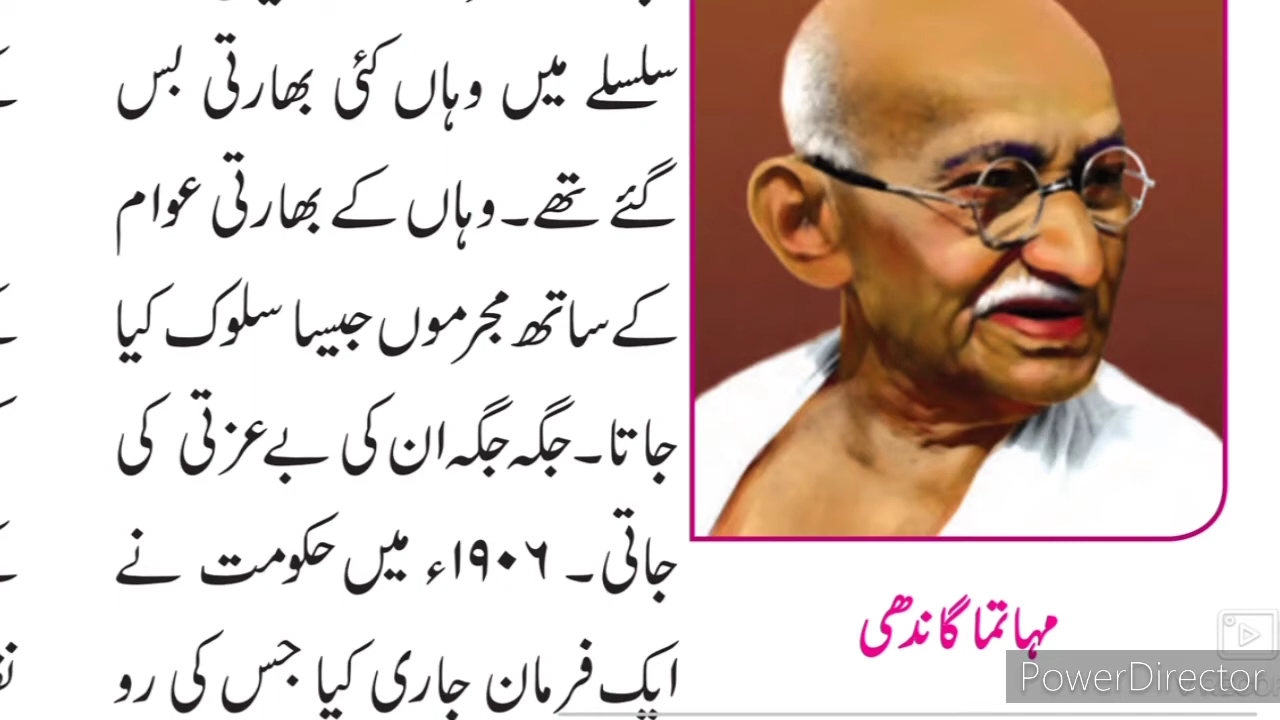 سلسلے میں وہاں کئی بھارتی بس
گئے تھے۔ وہاں کے بھارتی عوام
کے ساتھ مجرموں جیسا سلوک کیا
جاتا۔ جگہ جگہ ان کی بے عزتی کی
جاتی۔ ۱۹۰۶ء میں حکومت نے
ایک فرمان جاری کیا جس کی رو
مہاتما گاندھی
PowerDirector